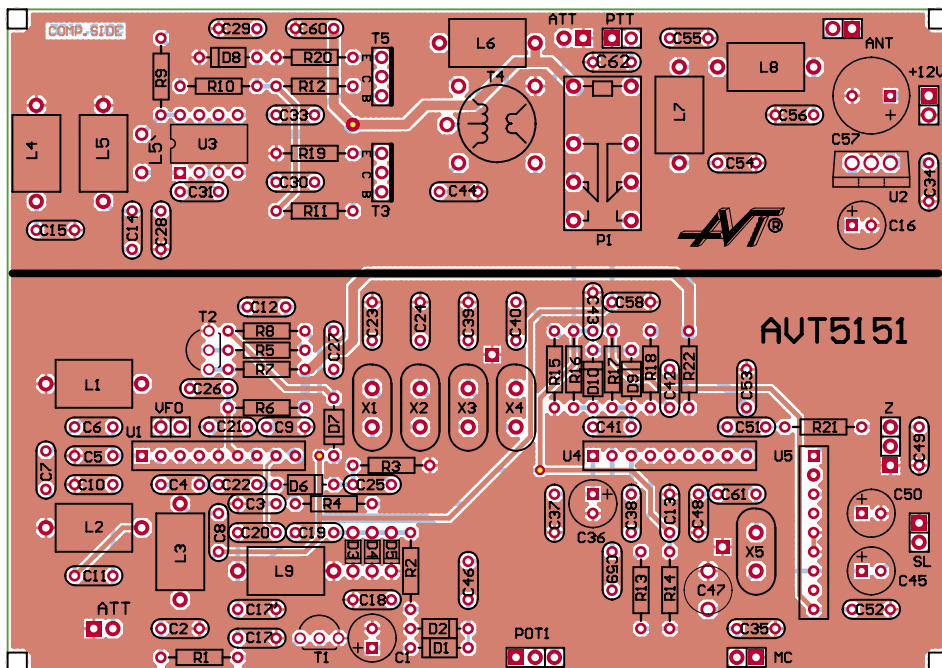 COMP.SIDE
C29 C60 T5 ATT PTT ANT
L6 C55
D8 R20 E C62 L8 +12V
R9 R10 R12 C B T4
C33 L7 C56 +
L4 L5 L5' U3 C57
R19 E C54
C30 C B C34
C31 C44 U2
C14 C28 R11 T3 AVT® + C16
C15 P1
C12 C23 C24 C39 C40 C43 C58
T2 R8 C27 AVT5151
R5 R15 R16 D10 R17 D9 R18 R22
R7 C42 C53
L1 C26 X1 X2 X3 X4
VFO R6 D7
C6 U1 C21 C9 C41 C51 R21 Z
C5 R3 U4 U5 C49
C7 C10 C4 C22 D6 C25
C3 R4 C37 + C38 C13 C48 C61 + C50
L2 C8 C20 C19 C36
L3 D3 D4 D5 X5 SL
C11 L9 R2 C46 C59 R13 R14 C47 + C45
C17' C18 C52
ATT C2 C17 D2 C35
R1 T1 + C1 D1 POT1 MC